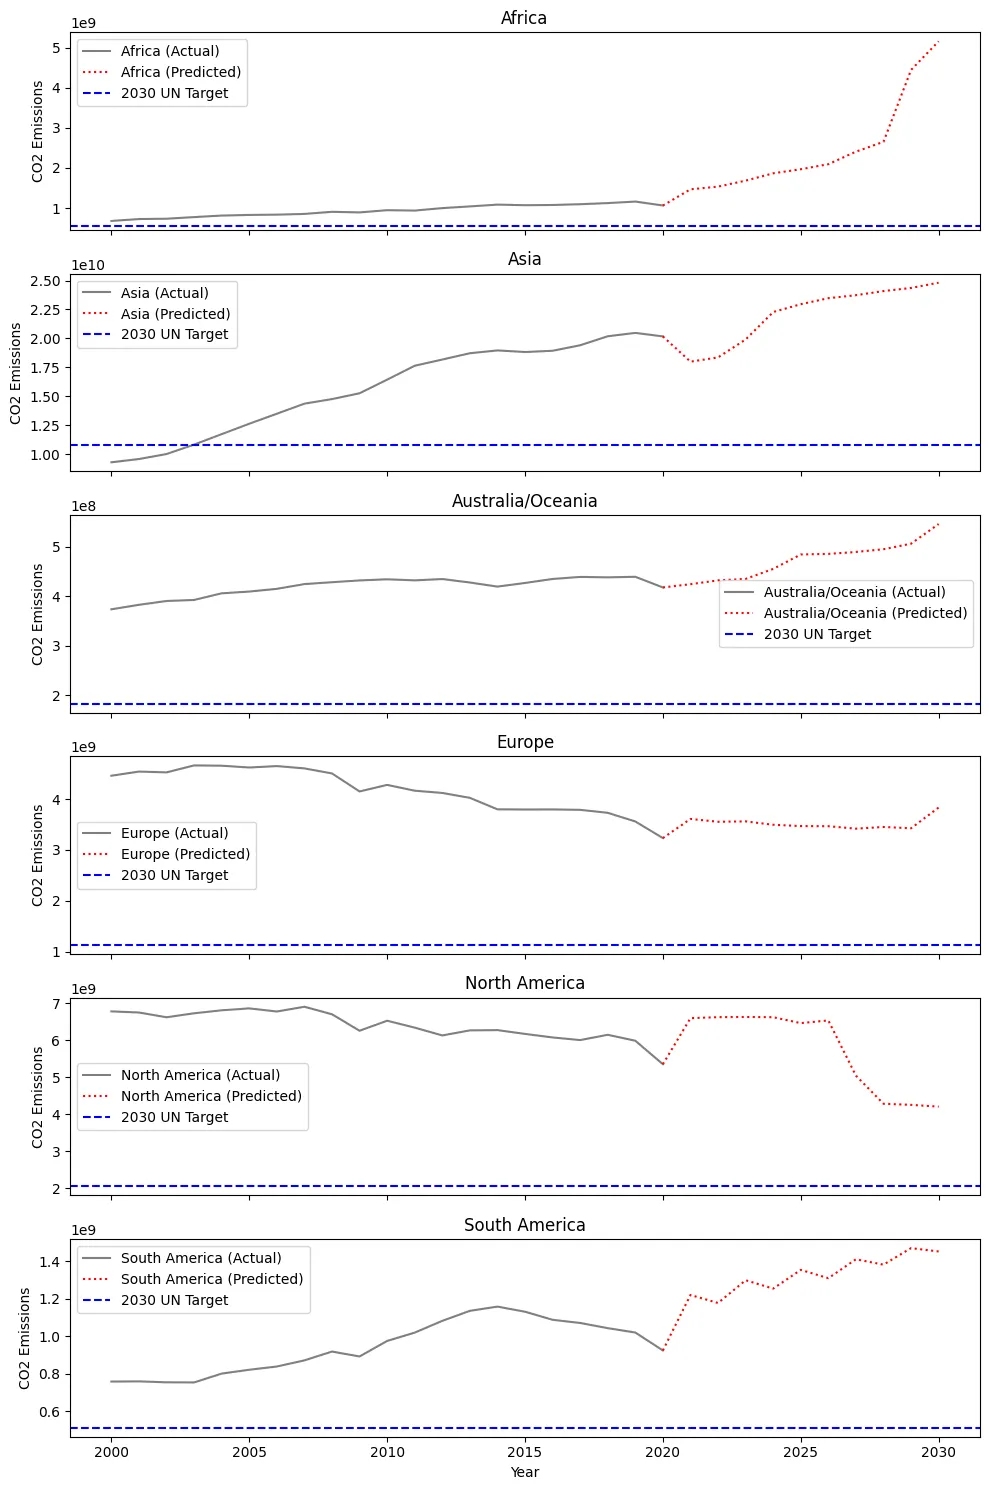 Africa
1e9
5
4
3
2
1
CO2 Emissions
Africa (Actual)
Africa (Predicted)
2030 UN Target
Asia
1e10
2.50
2.25
2.00
1.75
1.50
1.25
1.00
CO2 Emissions
Asia (Actual)
Asia (Predicted)
2030 UN Target
Australia/Oceania
1e8
5
4
3
2
CO2 Emissions
Australia/Oceania (Actual)
Australia/Oceania (Predicted)
2030 UN Target
Europe
1e9
4
3
2
1
CO2 Emissions
Europe (Actual)
Europe (Predicted)
2030 UN Target
North America
1e9
7
6
5
4
3
2
CO2 Emissions
North America (Actual)
North America (Predicted)
2030 UN Target
South America
1e9
1.4
1.2
1.0
0.8
0.6
CO2 Emissions
South America (Actual)
South America (Predicted)
2030 UN Target
2000 2005 2010 2015 2020 2025 2030
Year